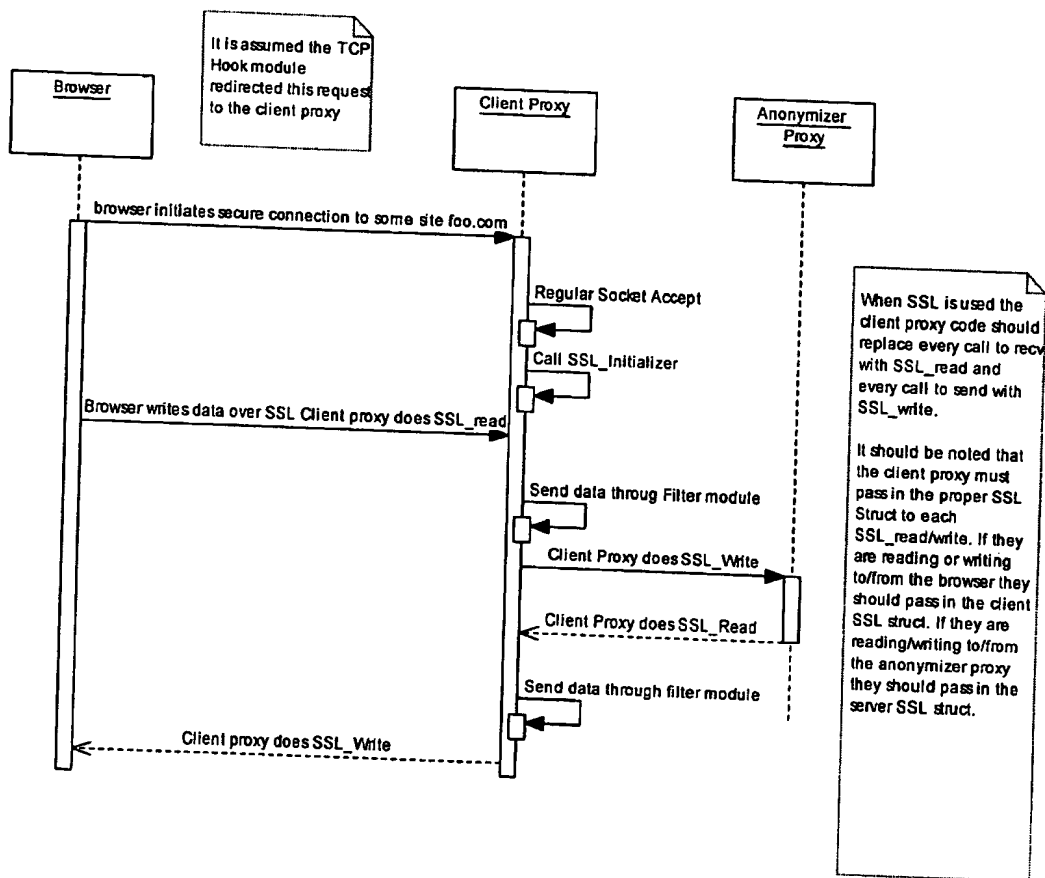 It is assumed the TCP
Hook module
redirected this request
to the client proxy
Browser
Client Proxy
Anonymizer
Proxy
browser initiates secure connection to some site foo.com
Regular Socket Accept
Call SSL_Initializer
Browser writes data over SSL Client proxy does SSL_read
Send data throug Filter module
Client Proxy does SSL_Write
Client Proxy does SSL_Read
Send data through filter module
Client proxy does SSL_Write
When SSL is used the
client proxy code should
replace every call to recv
with SSL_read and
every call to send with
SSL_write.
It should be noted that
the client proxy must
pass in the proper SSL
Struct to each
SSL_read/write. If they
are reading or writing
to/from the browser they
should pass in the client
SSL struct. If they are
reading/writing to/from
the anonymizer proxy
they should pass in the
server SSL struct.